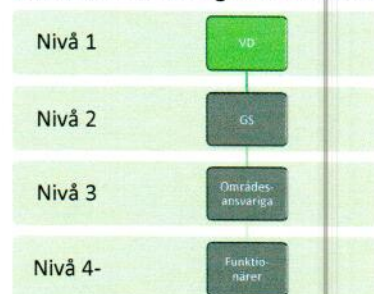 Nivå 1
VD
Nivå 2
GS
Nivå 3
Områdes-
ansvariga
Nivå 4-
Funktio-
närer